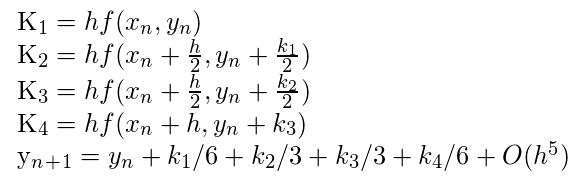 K₁ = hf(xₙ, yₙ)
K₂ = hf(xₙ + h/2, yₙ + k₁/2)
K₃ = hf(xₙ + h/2, yₙ + k₂/2)
K₄ = hf(xₙ + h, yₙ + k₃)
yₙ₊₁ = yₙ + k₁/6 + k₂/3 + k₃/3 + k₄/6 + O(h⁵)